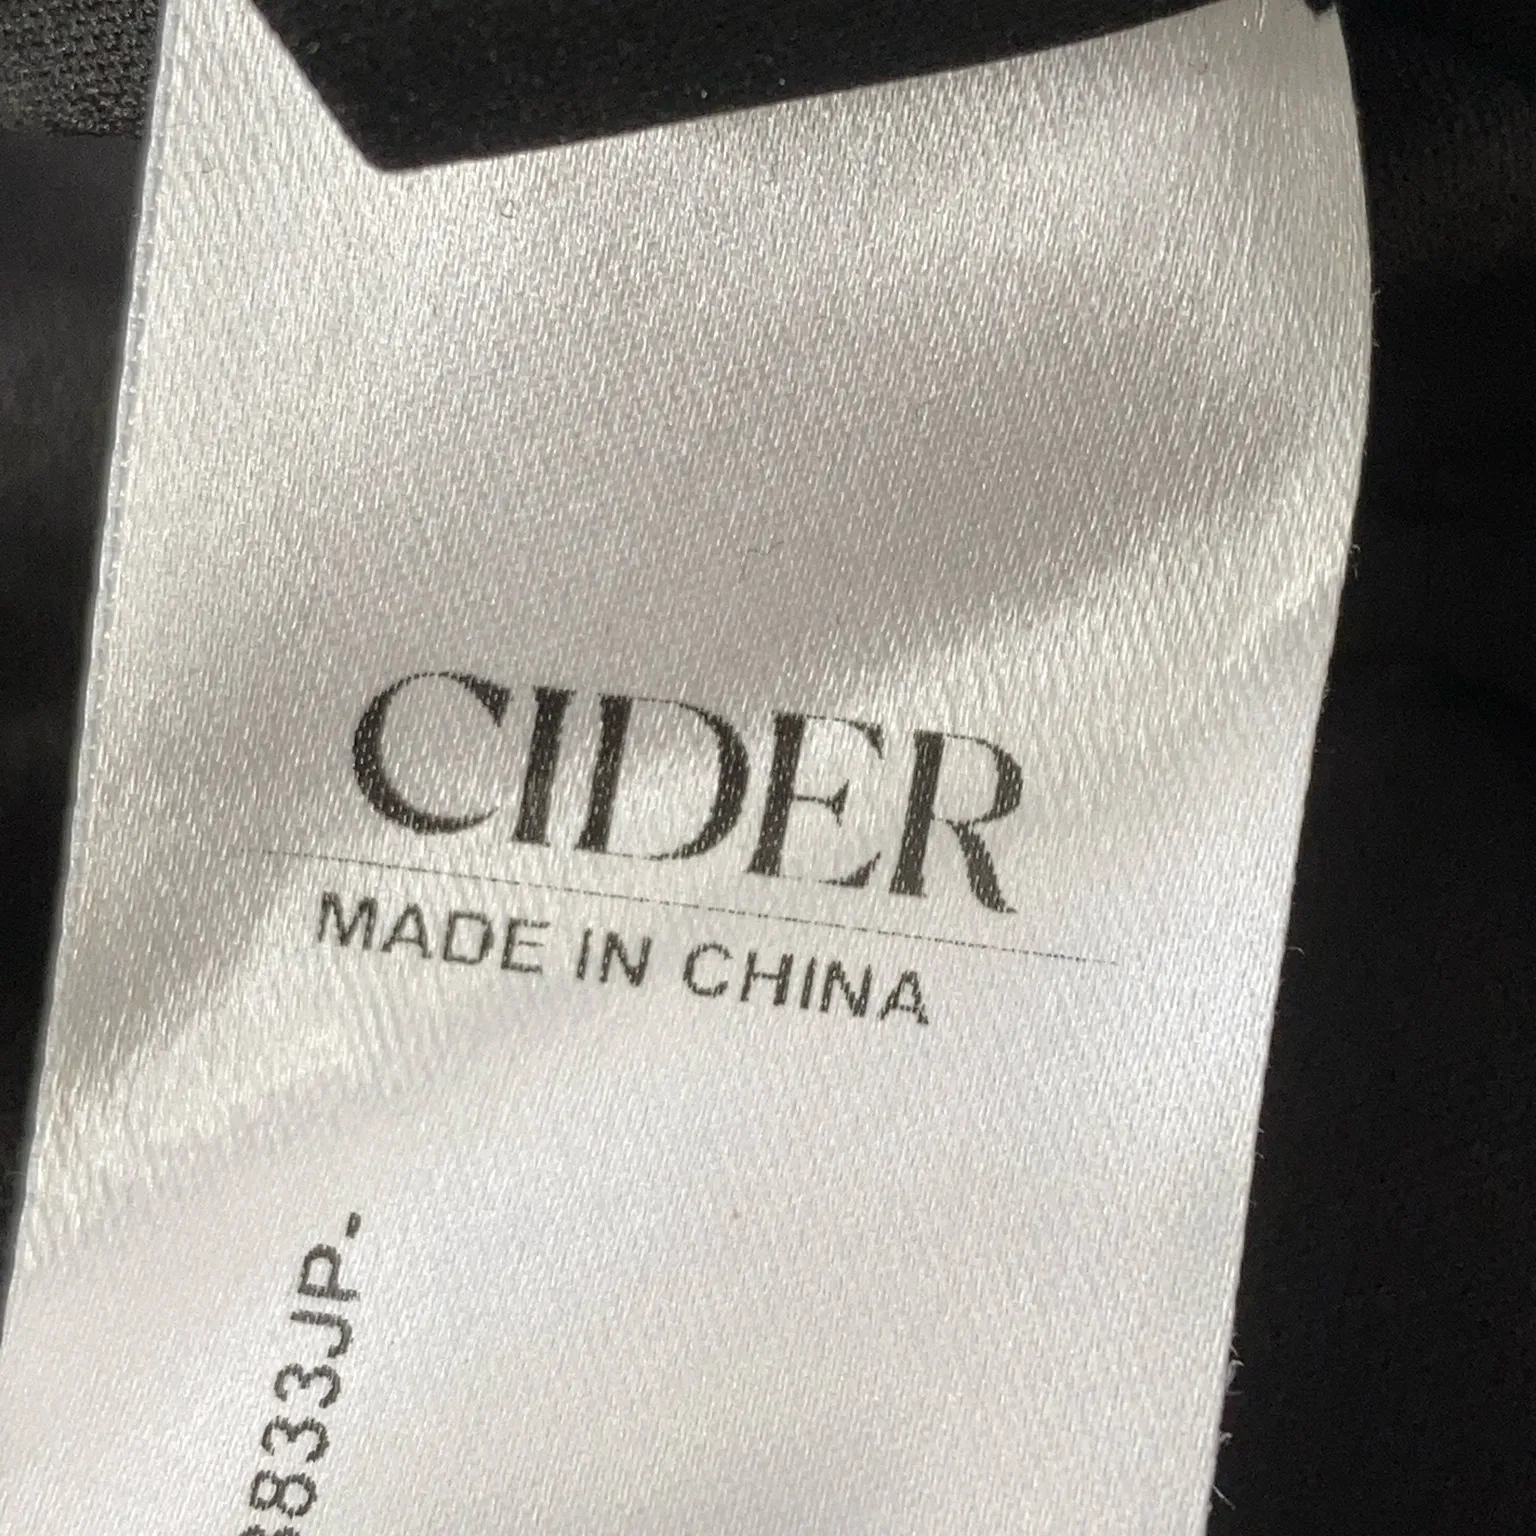 CIDER
MADE IN CHINA
833JP-